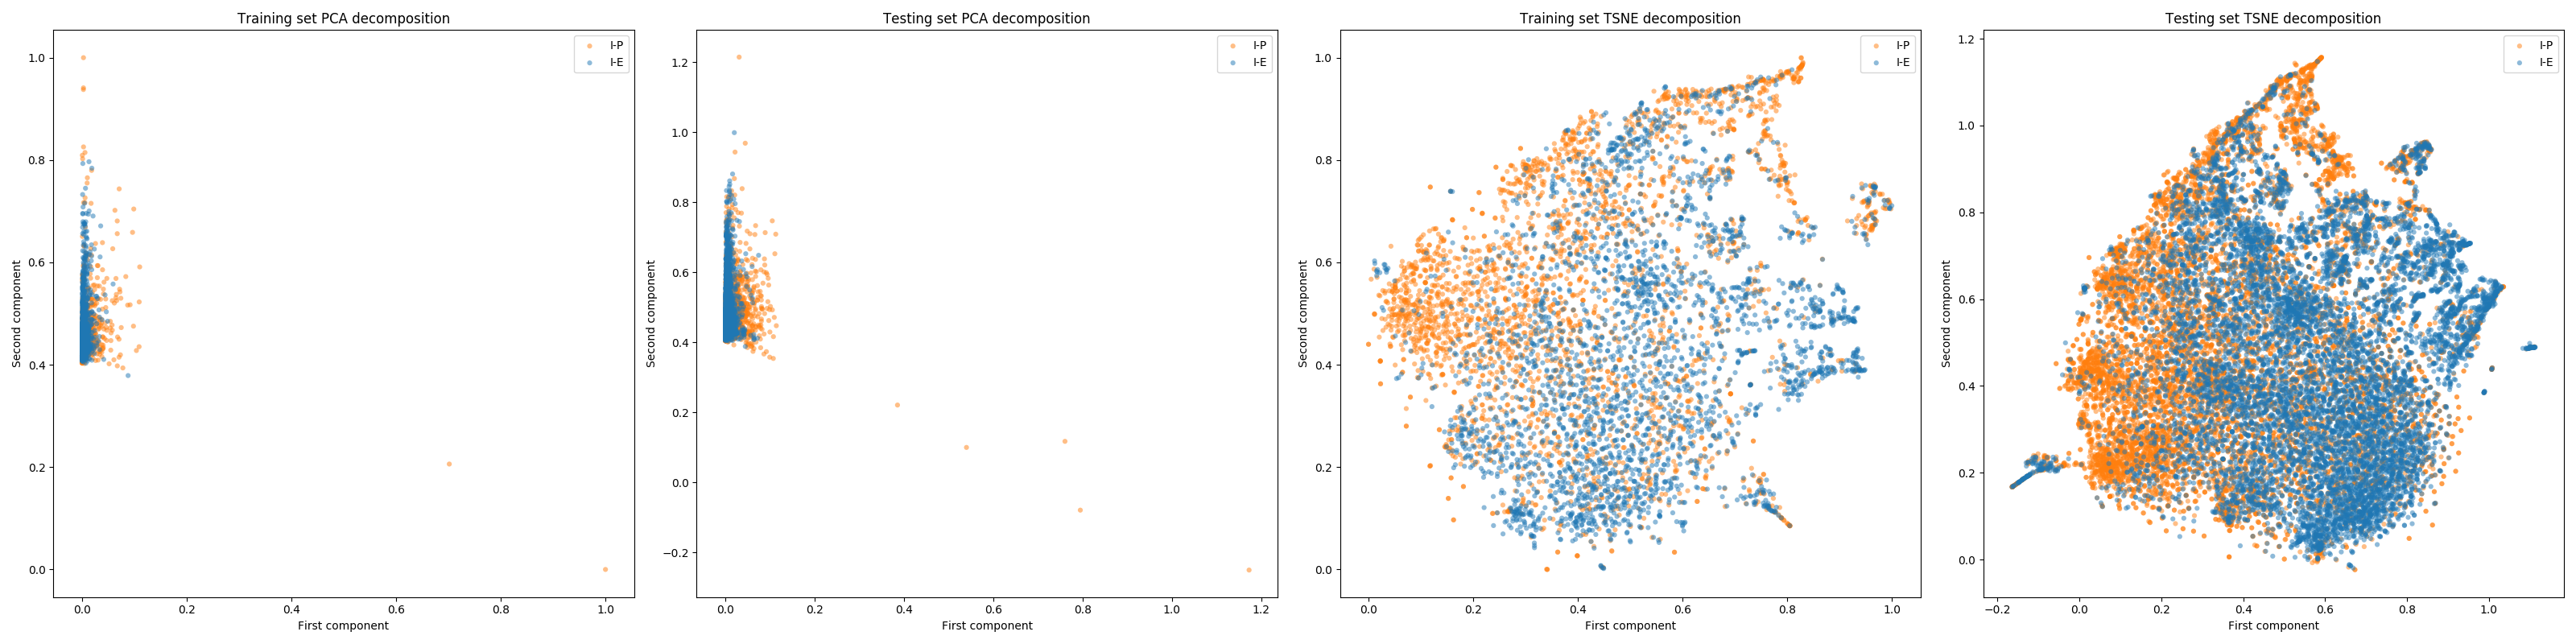 Training set PCA decomposition
I-P
I-E
1.0
0.8
0.6
0.4
0.2
0.0
Second component
0.0
0.2
0.4
0.6
0.8
1.0
First component
Testing set PCA decomposition
I-P
I-E
1.2
1.0
0.8
0.6
0.4
0.2
0.0
−0.2
Second component
0.0
0.2
0.4
0.6
0.8
1.0
1.2
First component
Training set TSNE decomposition
I-P
I-E
1.0
0.8
0.6
0.4
0.2
0.0
Second component
0.0
0.2
0.4
0.6
0.8
1.0
First component
Testing set TSNE decomposition
I-P
I-E
1.2
1.0
0.8
0.6
0.4
0.2
0.0
Second component
−0.2
0.0
0.2
0.4
0.6
0.8
1.0
First component